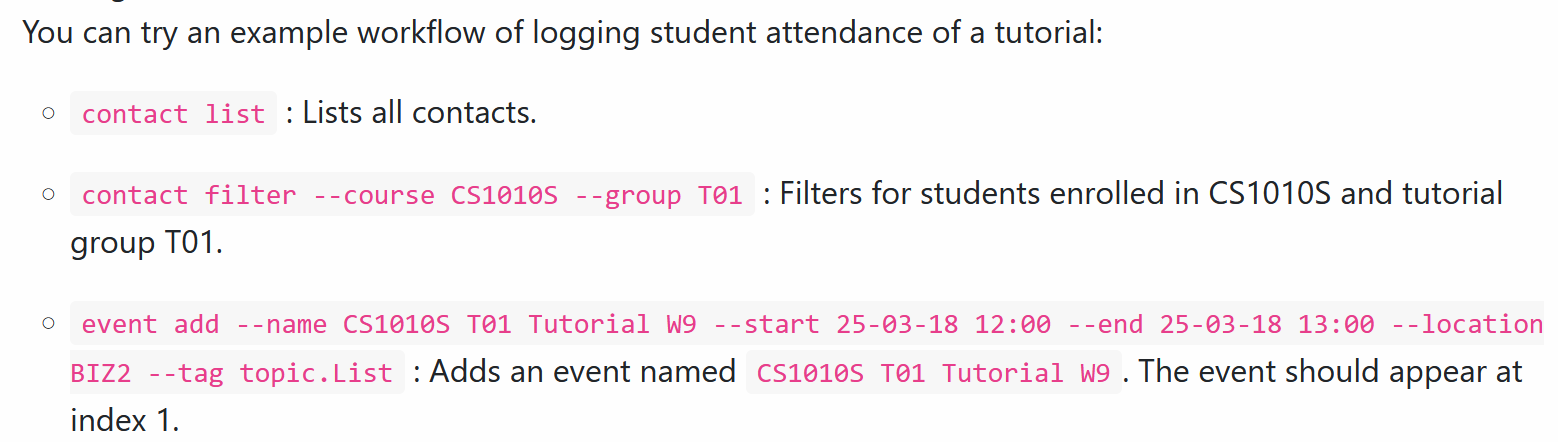 You can try an example workflow of logging student attendance of a tutorial:
contact list : Lists all contacts.
contact filter --course CS1010S --group T01 : Filters for students enrolled in CS1010S and tutorial
group T01.
event add --name CS1010S T01 Tutorial W9 --start 25-03-18 12:00 --end 25-03-18 13:00 --location
BIZ2 --tag topic.List : Adds an event named CS1010S T01 Tutorial W9. The event should appear at
index 1.